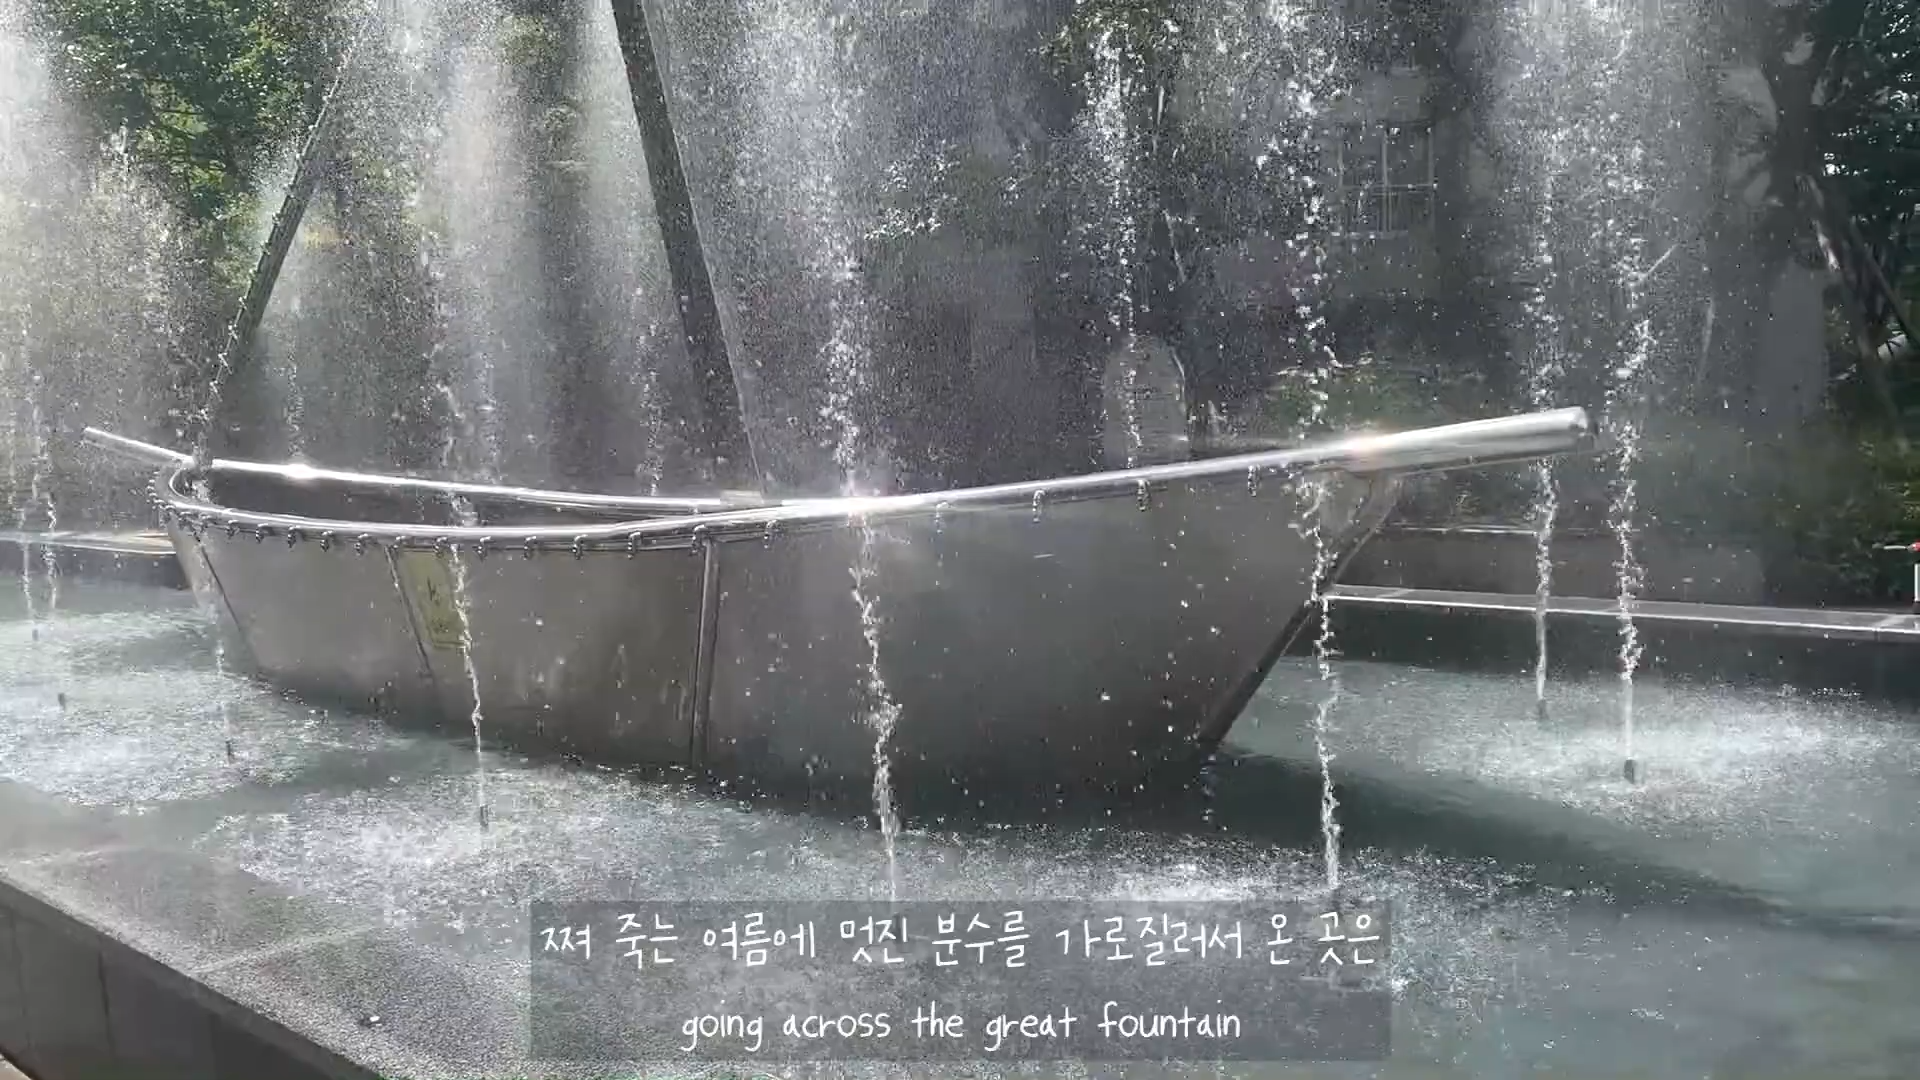 쪄 죽는 여름에 멋진 분수를 가로질러서 온 곳은
going across the great fountain